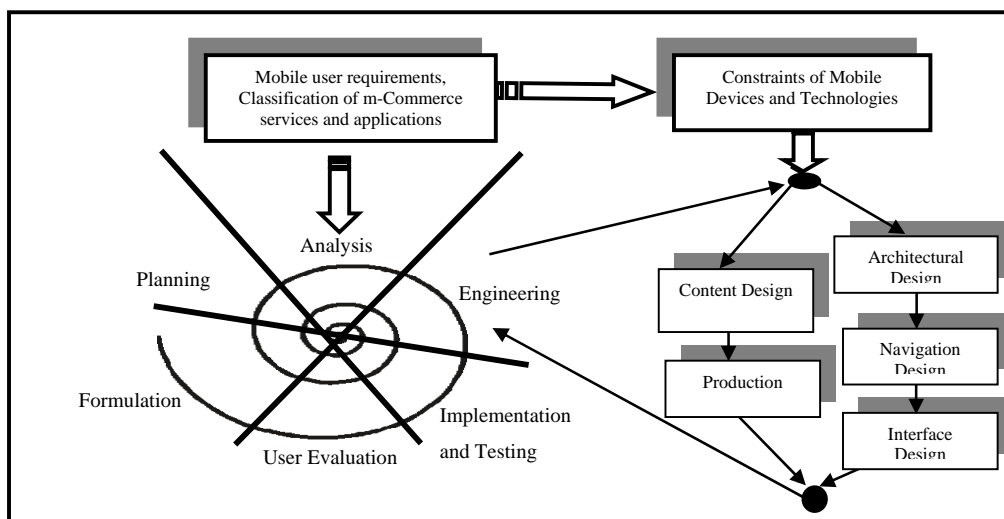 Mobile user requirements,
Classification of m-Commerce
services and applications
Constraints of Mobile
Devices and Technologies
Analysis
Planning
Engineering
Formulation
Implementation
and Testing
User Evaluation
Content Design
Production
Architectural
Design
Navigation
Design
Interface
Design